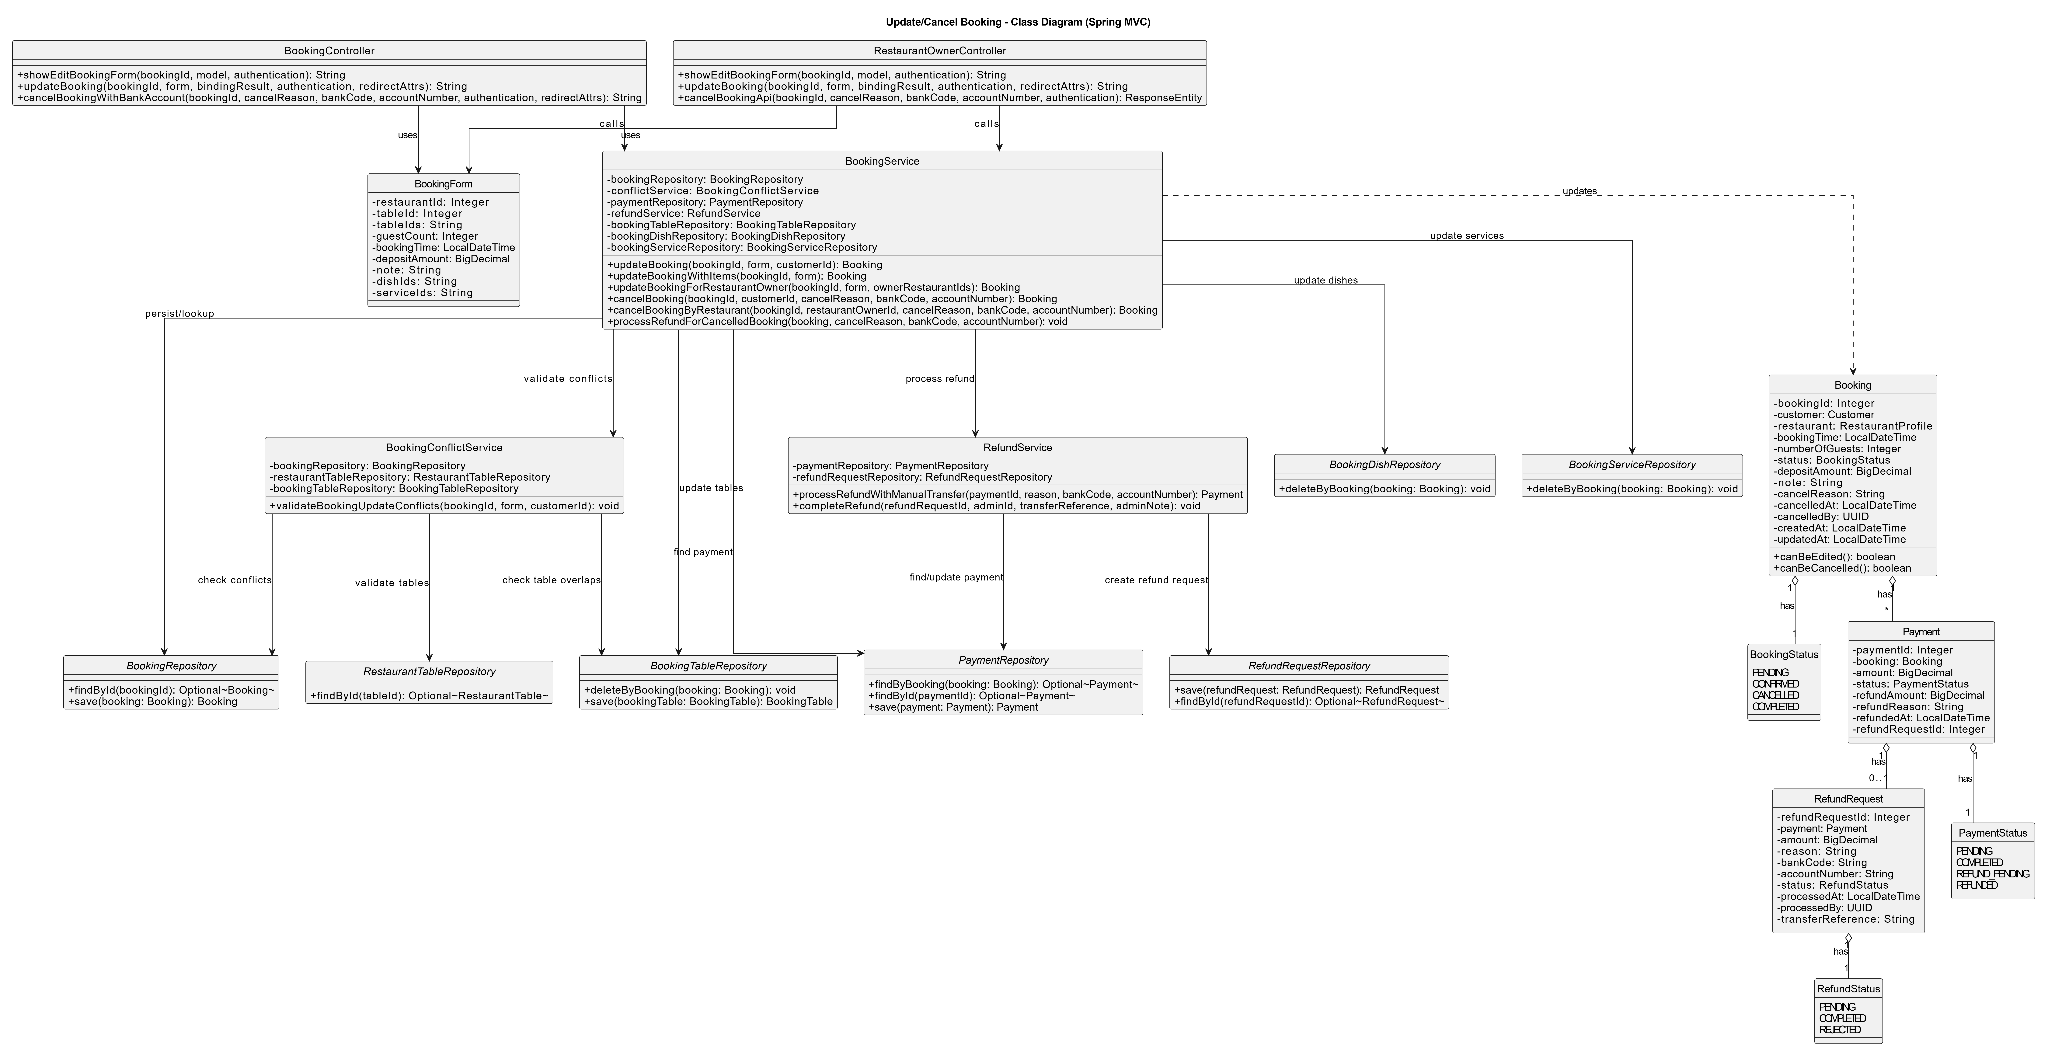 Update/Cancel Booking - Class Diagram (Spring MVC)
BookingController
+showEditBookingForm(bookingId, model, authentication): String
+updateBooking(bookingId, form, bindingResult, authentication, redirectAttrs): String
+cancelBookingWithBankAccount(bookingId, cancelReason, bankCode, accountNumber, authentication, redirectAttrs): String
RestaurantOwnerController
+showEditBookingForm(bookingId, model, authentication): String
+updateBooking(bookingId, form, bindingResult, authentication, redirectAttrs): String
+cancelBookingApi(bookingId, cancelReason, bankCode, accountNumber, authentication): ResponseEntity
uses
calls
uses
calls
BookingForm
-restaurantId: Integer
-tableId: Integer
-tableIds: String
-guestCount: Integer
-bookingTime: LocalDateTime
-depositAmount: BigDecimal
-note: String
-dishIds: String
-serviceIds: String
BookingService
-bookingRepository: BookingRepository
-conflictService: BookingConflictService
-paymentRepository: PaymentRepository
-refundService: RefundService
-bookingTableRepository: BookingTableRepository
-bookingDishRepository: BookingDishRepository
-bookingServiceRepository: BookingServiceRepository
+updateBooking(bookingId, form, customerId): Booking
+updateBookingWithItems(bookingId, form): Booking
+updateBookingForRestaurantOwner(bookingId, form, ownerRestaurantIds): Booking
+cancelBooking(bookingId, customerId, cancelReason, bankCode, accountNumber): Booking
+cancelBookingByRestaurant(bookingId, restaurantOwnerId, cancelReason, bankCode, accountNumber): Booking
+processRefundForCancelledBooking(booking, cancelReason, bankCode, accountNumber): void
updates
update services
update dishes
persist/lookup
validate conflicts
process refund
Booking
-bookingId: Integer
-customer: Customer
-restaurant: RestaurantProfile
-bookingTime: LocalDateTime
-numberOfGuests: Integer
-status: BookingStatus
-depositAmount: BigDecimal
-note: String
-cancelReason: String
-cancelledAt: LocalDateTime
-cancelledBy: UUID
-createdAt: LocalDateTime
-updatedAt: LocalDateTime
+canBeEdited(): boolean
+canBeCancelled(): boolean
BookingConflictService
-bookingRepository: BookingRepository
-restaurantTableRepository: RestaurantTableRepository
-bookingTableRepository: BookingTableRepository
+validateBookingUpdateConflicts(bookingId, form, customerId): void
update tables
RefundService
-paymentRepository: PaymentRepository
-refundRequestRepository: RefundRequestRepository
+processRefundWithManualTransfer(paymentId, reason, bankCode, accountNumber): Payment
+completeRefund(refundRequestId, adminId, transferReference, adminNote): void
BookingDishRepository
+deleteByBooking(booking: Booking): void
BookingServiceRepository
+deleteByBooking(booking: Booking): void
find payment
check conflicts
validate tables
check table overlaps
find/update payment
create refund request
1
has
1
1
has
*
BookingRepository
+findById(bookingId): Optional~Booking~
+save(booking: Booking): Booking
RestaurantTableRepository
+findById(tableId): Optional~RestaurantTable~
BookingTableRepository
+deleteByBooking(booking: Booking): void
+save(bookingTable: BookingTable): BookingTable
PaymentRepository
+findByBooking(booking: Booking): Optional~Payment~
+findById(paymentId): Optional~Payment~
+save(payment: Payment): Payment
RefundRequestRepository
+save(refundRequest: RefundRequest): RefundRequest
+findById(refundRequestId): Optional~RefundRequest~
BookingStatus
PENDING
CONFIRMED
CANCELLED
COMPLETED
Payment
-paymentId: Integer
-booking: Booking
-amount: BigDecimal
-status: PaymentStatus
-refundAmount: BigDecimal
-refundReason: String
-refundedAt: LocalDateTime
-refundRequestId: Integer
1
has
0..1
1
has
1
RefundRequest
-refundRequestId: Integer
-payment: Payment
-amount: BigDecimal
-reason: String
-bankCode: String
-accountNumber: String
-status: RefundStatus
-processedAt: LocalDateTime
-processedBy: UUID
-transferReference: String
PaymentStatus
PENDING
COMPLETED
REFUND_PENDING
REFUNDED
1
has
1
RefundStatus
PENDING
COMPLETED
REJECTED